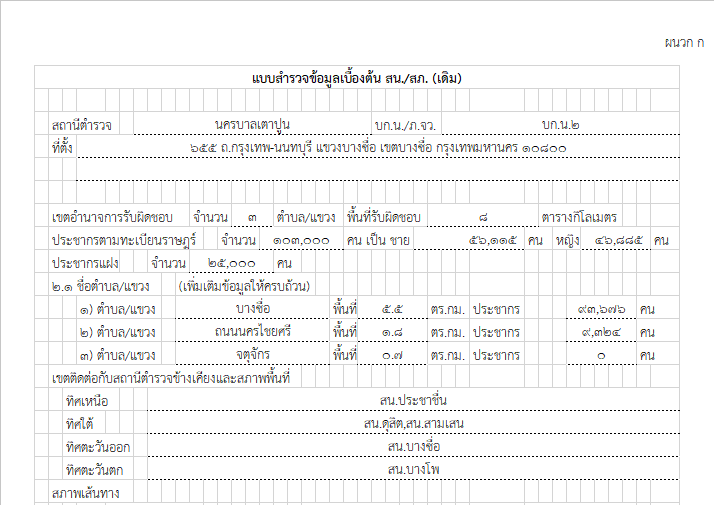 ผนวก ก
แบบสำรวจข้อมูลเบื้องต้น สน./สภ. (เดิม)
สถานีตำรวจ นครบาลเตาปูน บก.น./ภ.จว. บก.น.๒
ที่ตั้ง ๖๕๕ ถ.กรุงเทพ-นนทบุรี แขวงบางซื่อ เขตบางซื่อ กรุงเทพมหานคร ๑๐๘๐๐
เขตอำนาจการรับผิดชอบ จำนวน ๓ ตำบล/แขวง พื้นที่รับผิดชอบ ๘ ตารางกิโลเมตร
ประชากรตามทะเบียนราษฎร์ จำนวน ๑๐๓,๐๐๐ คน เป็น ชาย ๕๖,๑๑๕ คน หญิง ๔๖,๘๘๕ คน
ประชากรแฝง จำนวน ๒๕,๐๐๐ คน
๒.๑ ชื่อตำบล/แขวง (เพิ่มเติมข้อมูลให้ครบถ้วน)
๑) ตำบล/แขวง บางซื่อ พื้นที่ ๕.๕ ตร.กม. ประชากร ๙๓,๖๗๖ คน
๒) ตำบล/แขวง ถนนนครไชยศรี พื้นที่ ๑.๘ ตร.กม. ประชากร ๙,๓๒๔ คน
๓) ตำบล/แขวง จตุจักร พื้นที่ ๐.๗ ตร.กม. ประชากร ๐ คน
เขตติดต่อกับสถานีตำรวจข้างเคียงและสภาพพื้นที่
ทิศเหนือ สน.ประชาชื่น
ทิศใต้ สน.ดุสิต,สน.สามเสน
ทิศตะวันออก สน.บางซื่อ
ทิศตะวันตก สน.บางโพ
สภาพเส้นทาง